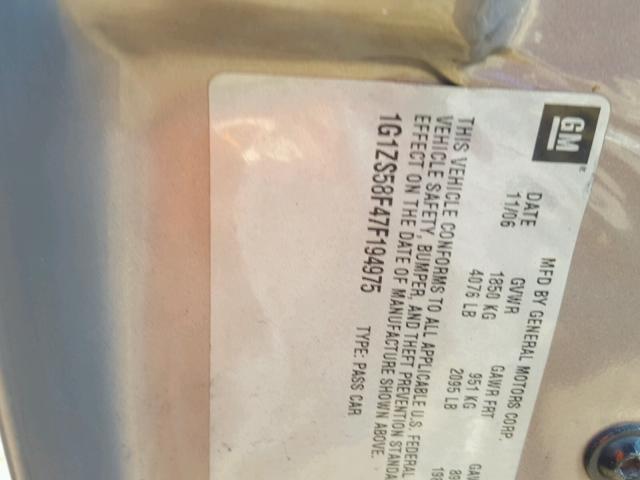 GM
MFD BY GENERAL MOTORS CORP.
DATE GVWR GAWR FRT
11/06 1850 KG 951 KG
4076 LB 2095 LB
THIS VEHICLE CONFORMS TO ALL APPLICABLE U.S. FEDERAL
VEHICLE SAFETY, BUMPER, AND THEFT PREVENTION STANDA
EFFECT ON THE DATE OF MANUFACTURE SHOWN ABOVE.
1G1ZS58F47F194975 TYPE: PASS CAR